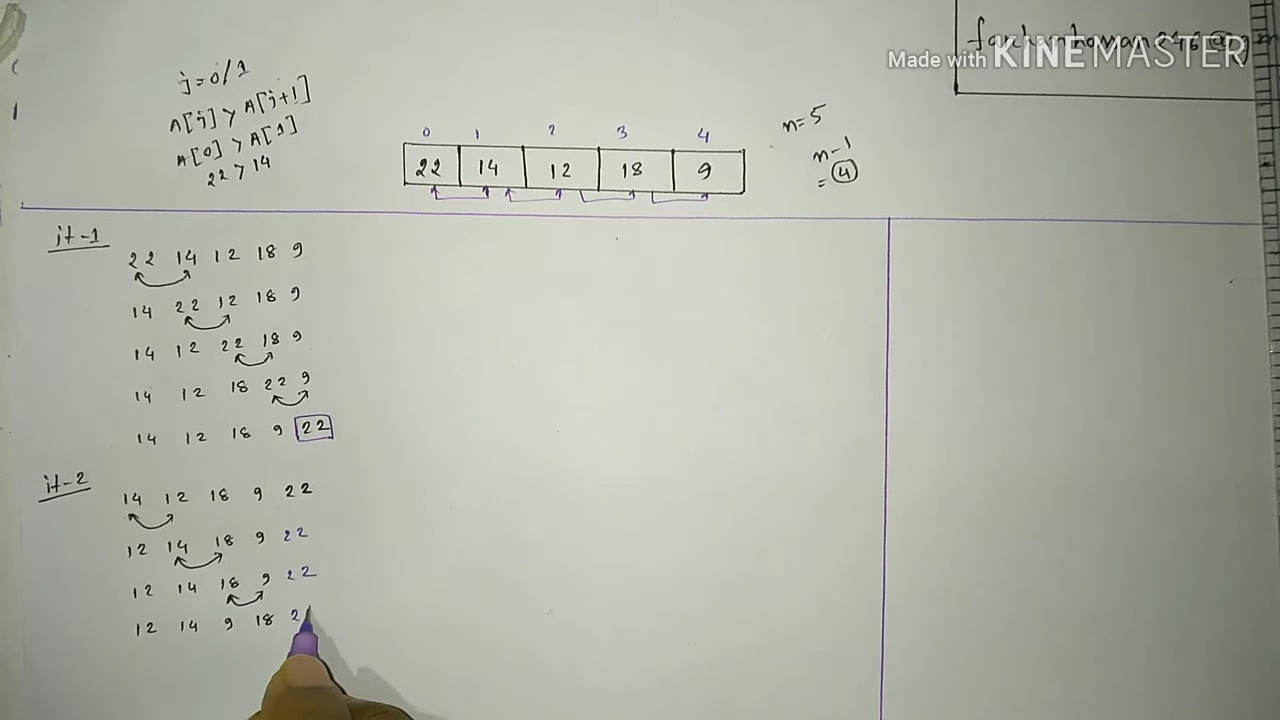 Made with KINEMASTER
j=0/1
A[j] > A[j+1]
A[0] > A[1]
22 > 14
0 1 2 3 4
22 14 12 18 9
n=5
n-1
=4
it-1
22 14 12 18 9
14 22 12 18 9
14 12 22 18 9
14 12 18 22 9
14 12 18 9 22
it-2
14 12 18 9 22
12 14 18 9 22
12 14 18 9 22
12 14 9 18